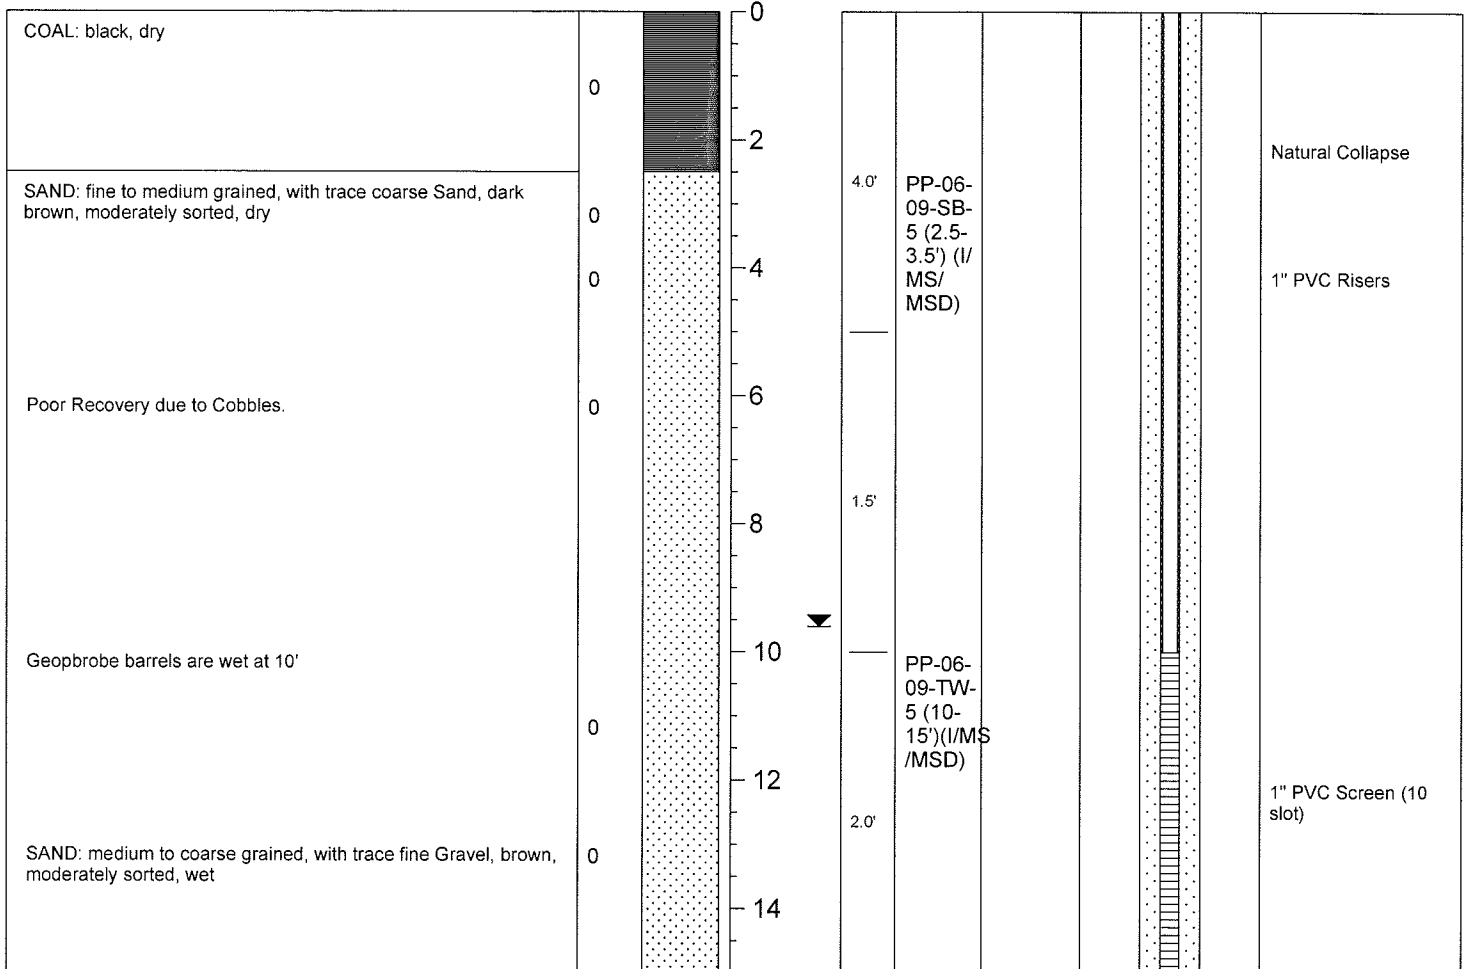 COAL: black, dry
0
SAND: fine to medium grained, with trace coarse Sand, dark
brown, moderately sorted, dry
0
0
Poor Recovery due to Cobbles.
0
Geopbrobe barrels are wet at 10'
0
SAND: medium to coarse grained, with trace fine Gravel, brown,
moderately sorted, wet
0
0
2
4
6
8
10
12
14
4.0'
1.5'
2.0'
PP-06-
09-SB-
5 (2.5-
3.5') (I/
MS/
MSD)
PP-06-
09-TW-
5 (10-
15')(I/MS
/MSD)
Natural Collapse
1" PVC Risers
1" PVC Screen (10
slot)